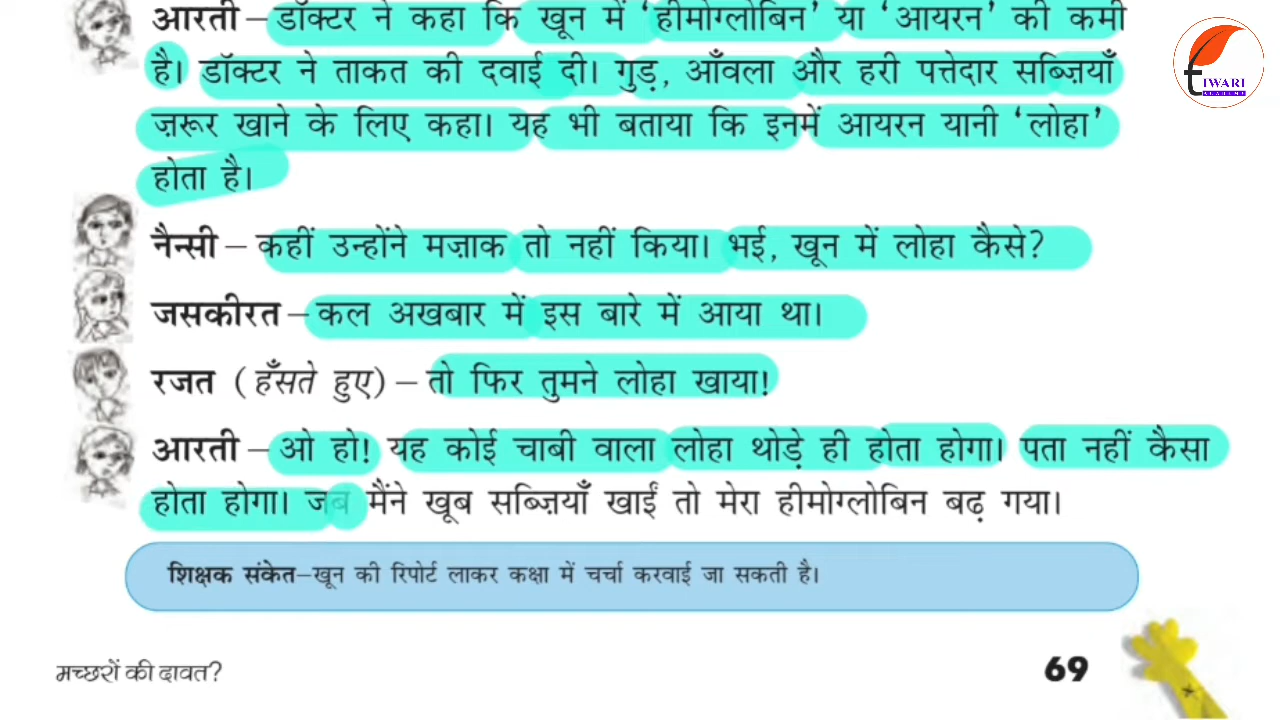 आरती – डॉक्टर ने कहा कि खून में ‘हीमोग्लोबिन’ या ‘आयरन’ की कमी
है। डॉक्टर ने ताकत की दवाई दी। गुड़, आँवला और हरी पत्तेदार सब्ज़ियाँ
ज़रूर खाने के लिए कहा। यह भी बताया कि इनमें आयरन यानी ‘लोहा’
होता है।
नैन्सी – कहीं उन्होंने मज़ाक तो नहीं किया। भई, खून में लोहा कैसे?
जसकीरत – कल अखबार में इस बारे में आया था।
रजत (हँसते हुए) – तो फिर तुमने लोहा खाया!
आरती – ओ हो! यह कोई चाबी वाला लोहा थोड़े ही होता होगा। पता नहीं कैसा
होता होगा। जब मैंने खूब सब्ज़ियाँ खाईं तो मेरा हीमोग्लोबिन बढ़ गया।
शिक्षक संकेत–खून की रिपोर्ट लाकर कक्षा में चर्चा करवाई जा सकती है।
मच्छरों की दावत?
69
TIWARI
ACADEMY